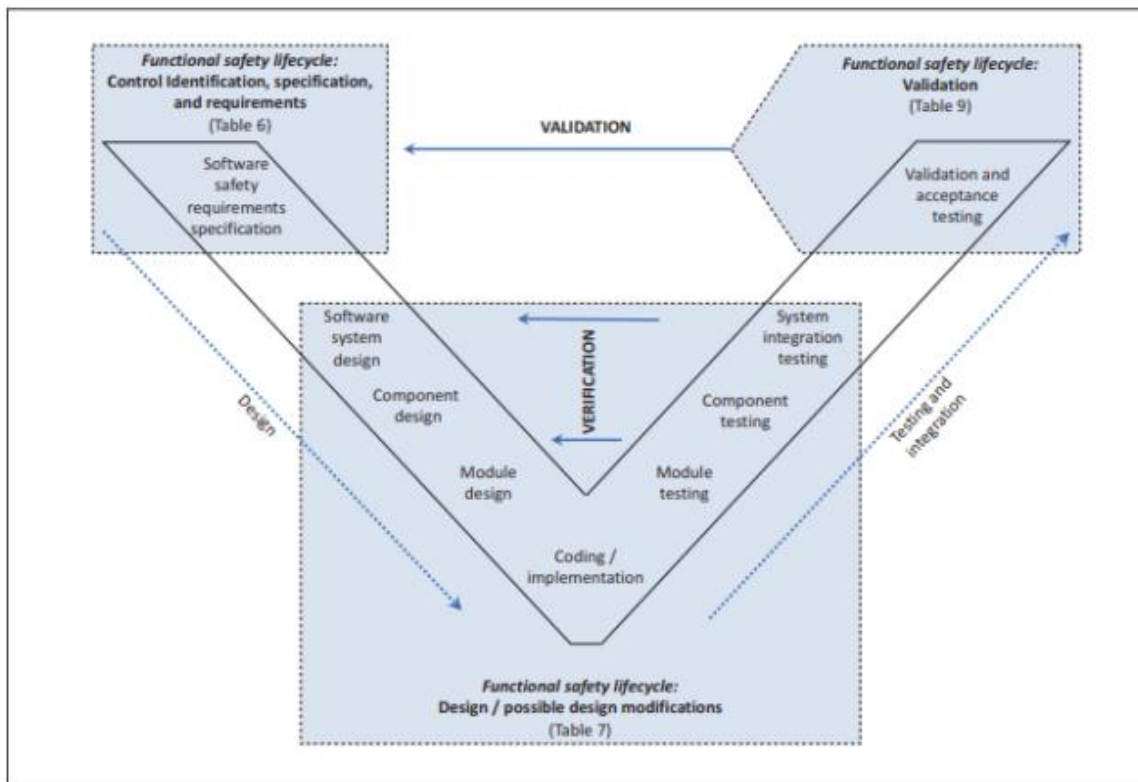 Functional safety lifecycle:
Control Identification, specification,
and requirements
(Table 6)
Software
safety
requirements
specification
VALIDATION
Functional safety lifecycle:
Validation
(Table 9)
Validation and
acceptance
testing
Software
system
design
Component
design
Module
design
VERIFICATION
System
integration
testing
Component
testing
Module
testing
Design
Testing and
integration
Coding /
implementation
Functional safety lifecycle:
Design / possible design modifications
(Table 7)